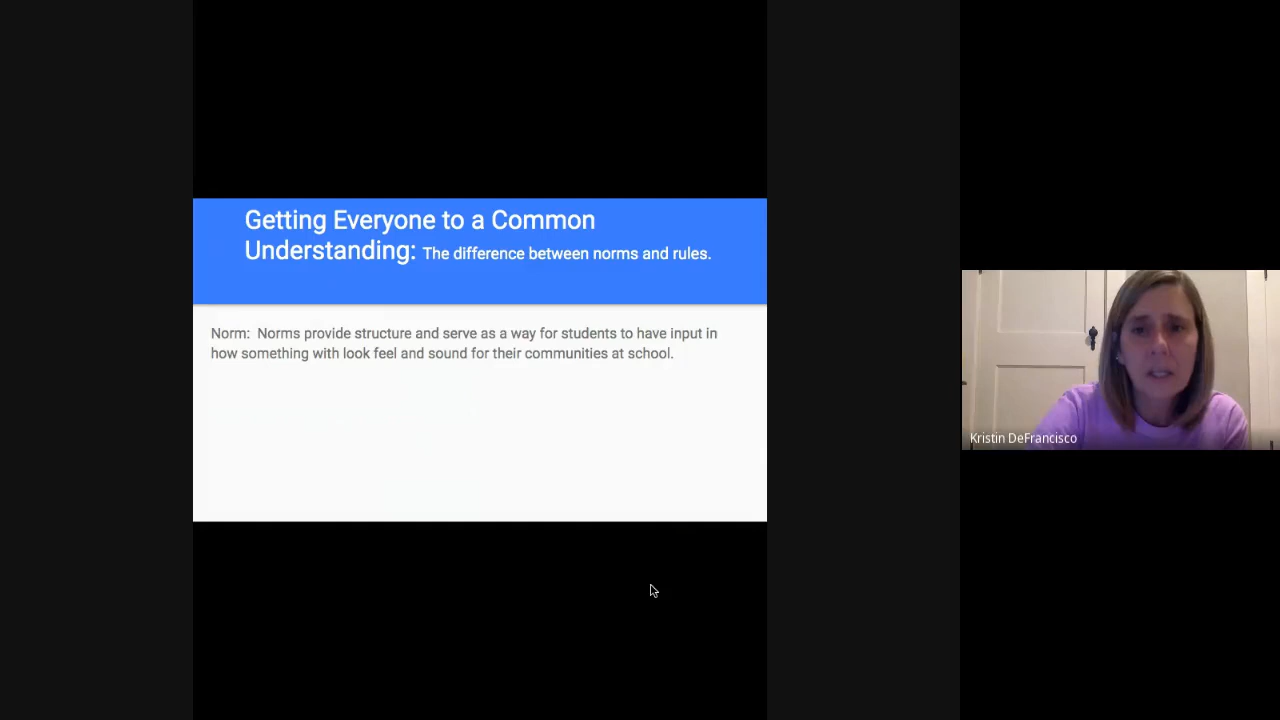 Getting Everyone to a Common
Understanding: The difference between norms and rules.
Norm:  Norms provide structure and serve as a way for students to have input in
how something with look feel and sound for their communities at school.
Kristin DeFrancisco